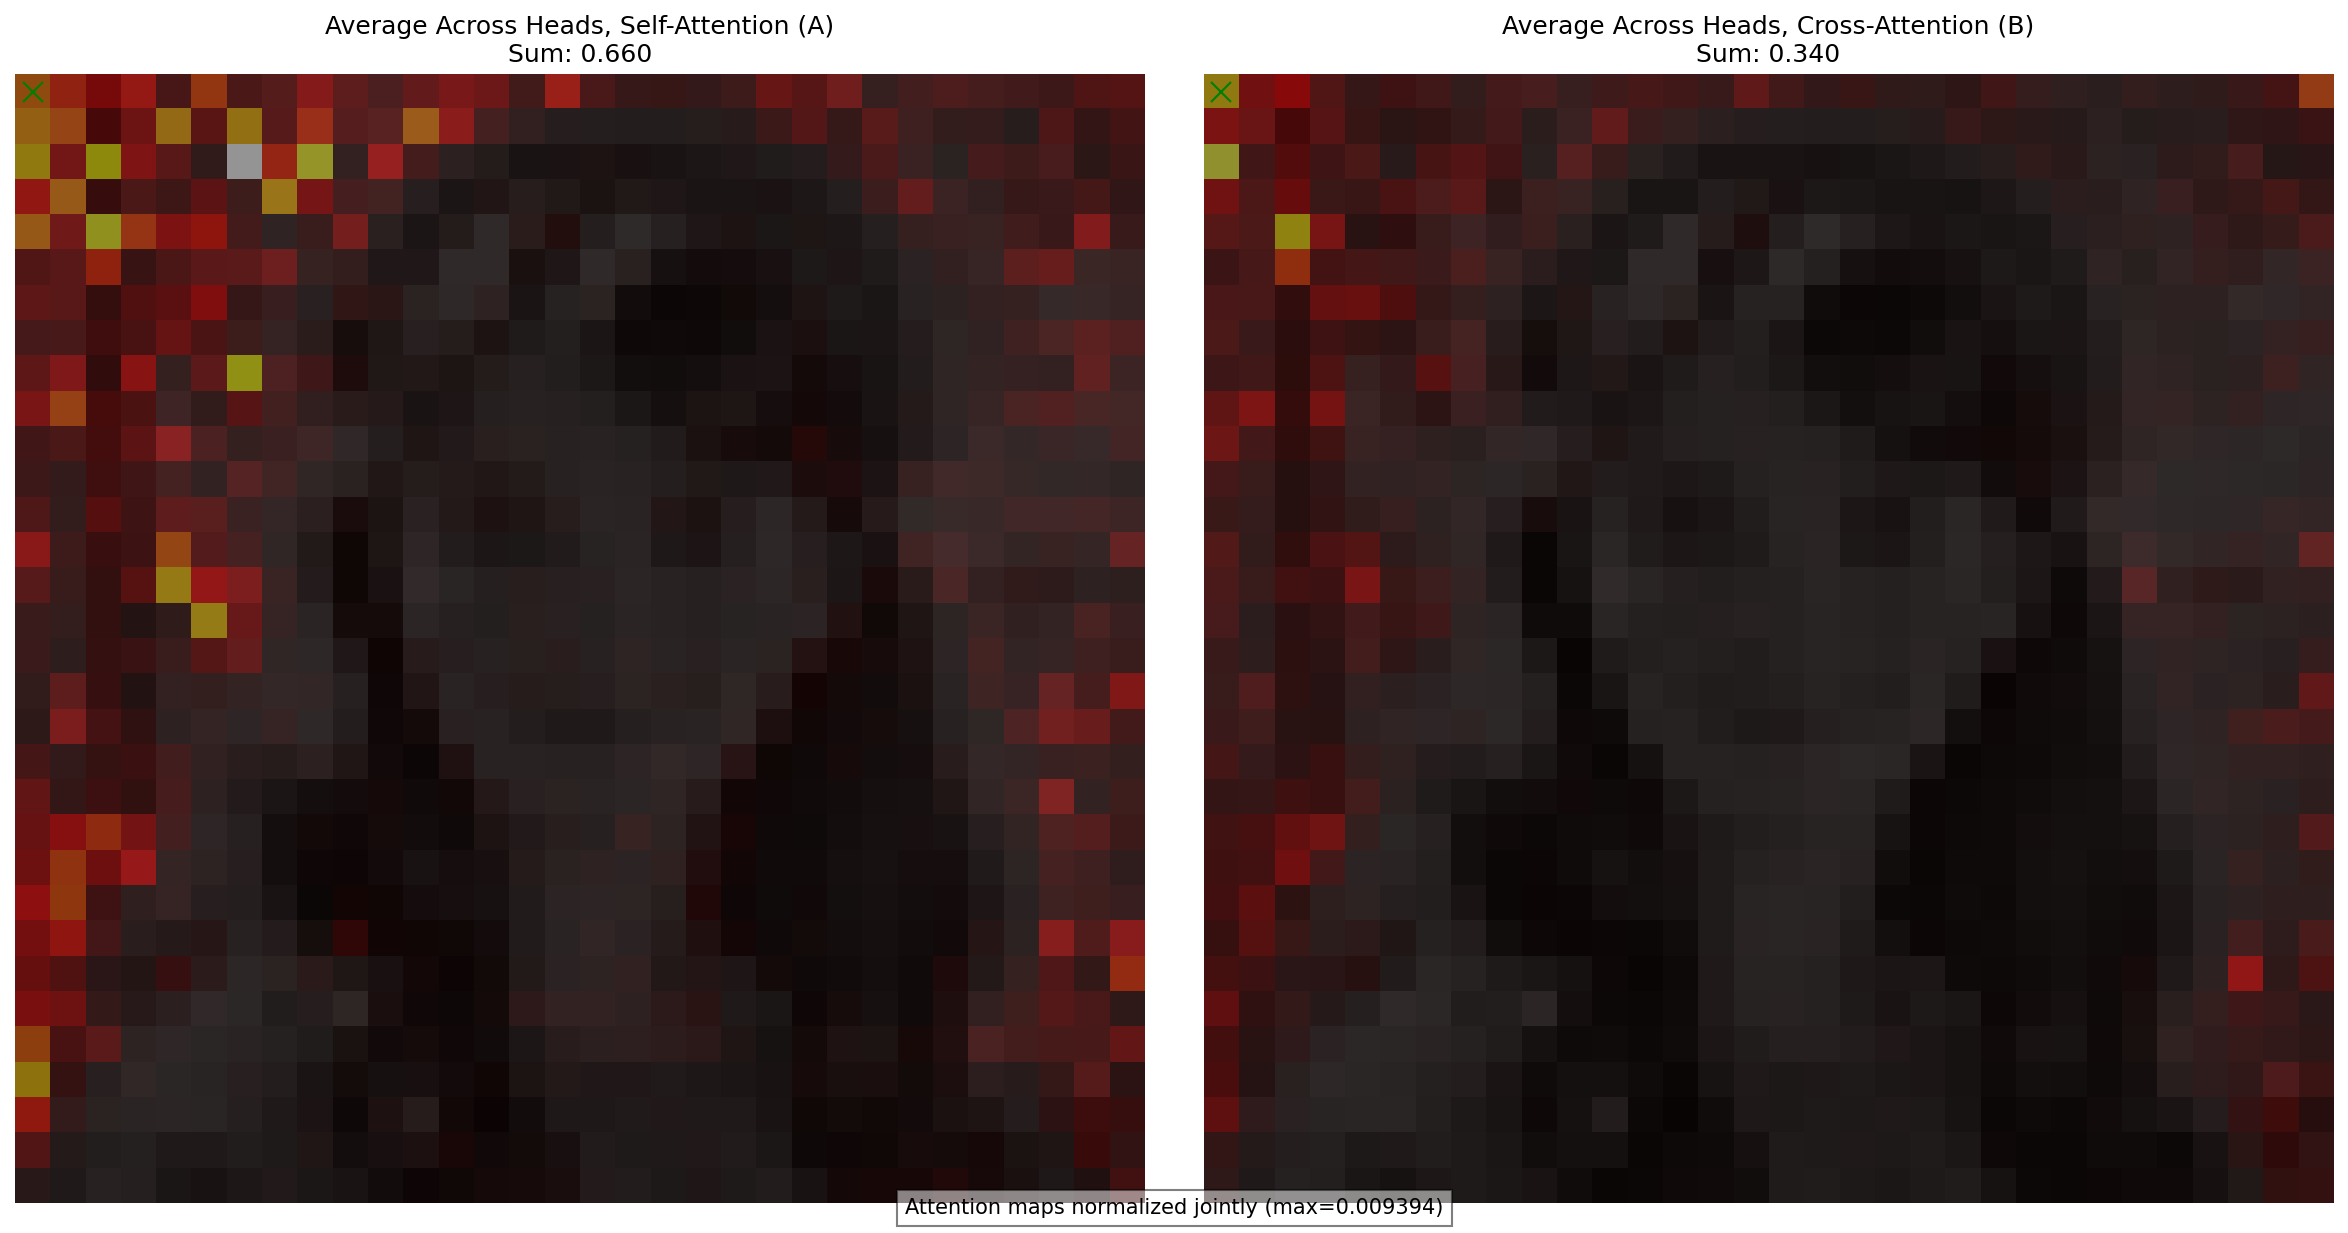 Average Across Heads, Self-Attention (A)
Sum: 0.660
Average Across Heads, Cross-Attention (B)
Sum: 0.340
Attention maps normalized jointly (max=0.009394)